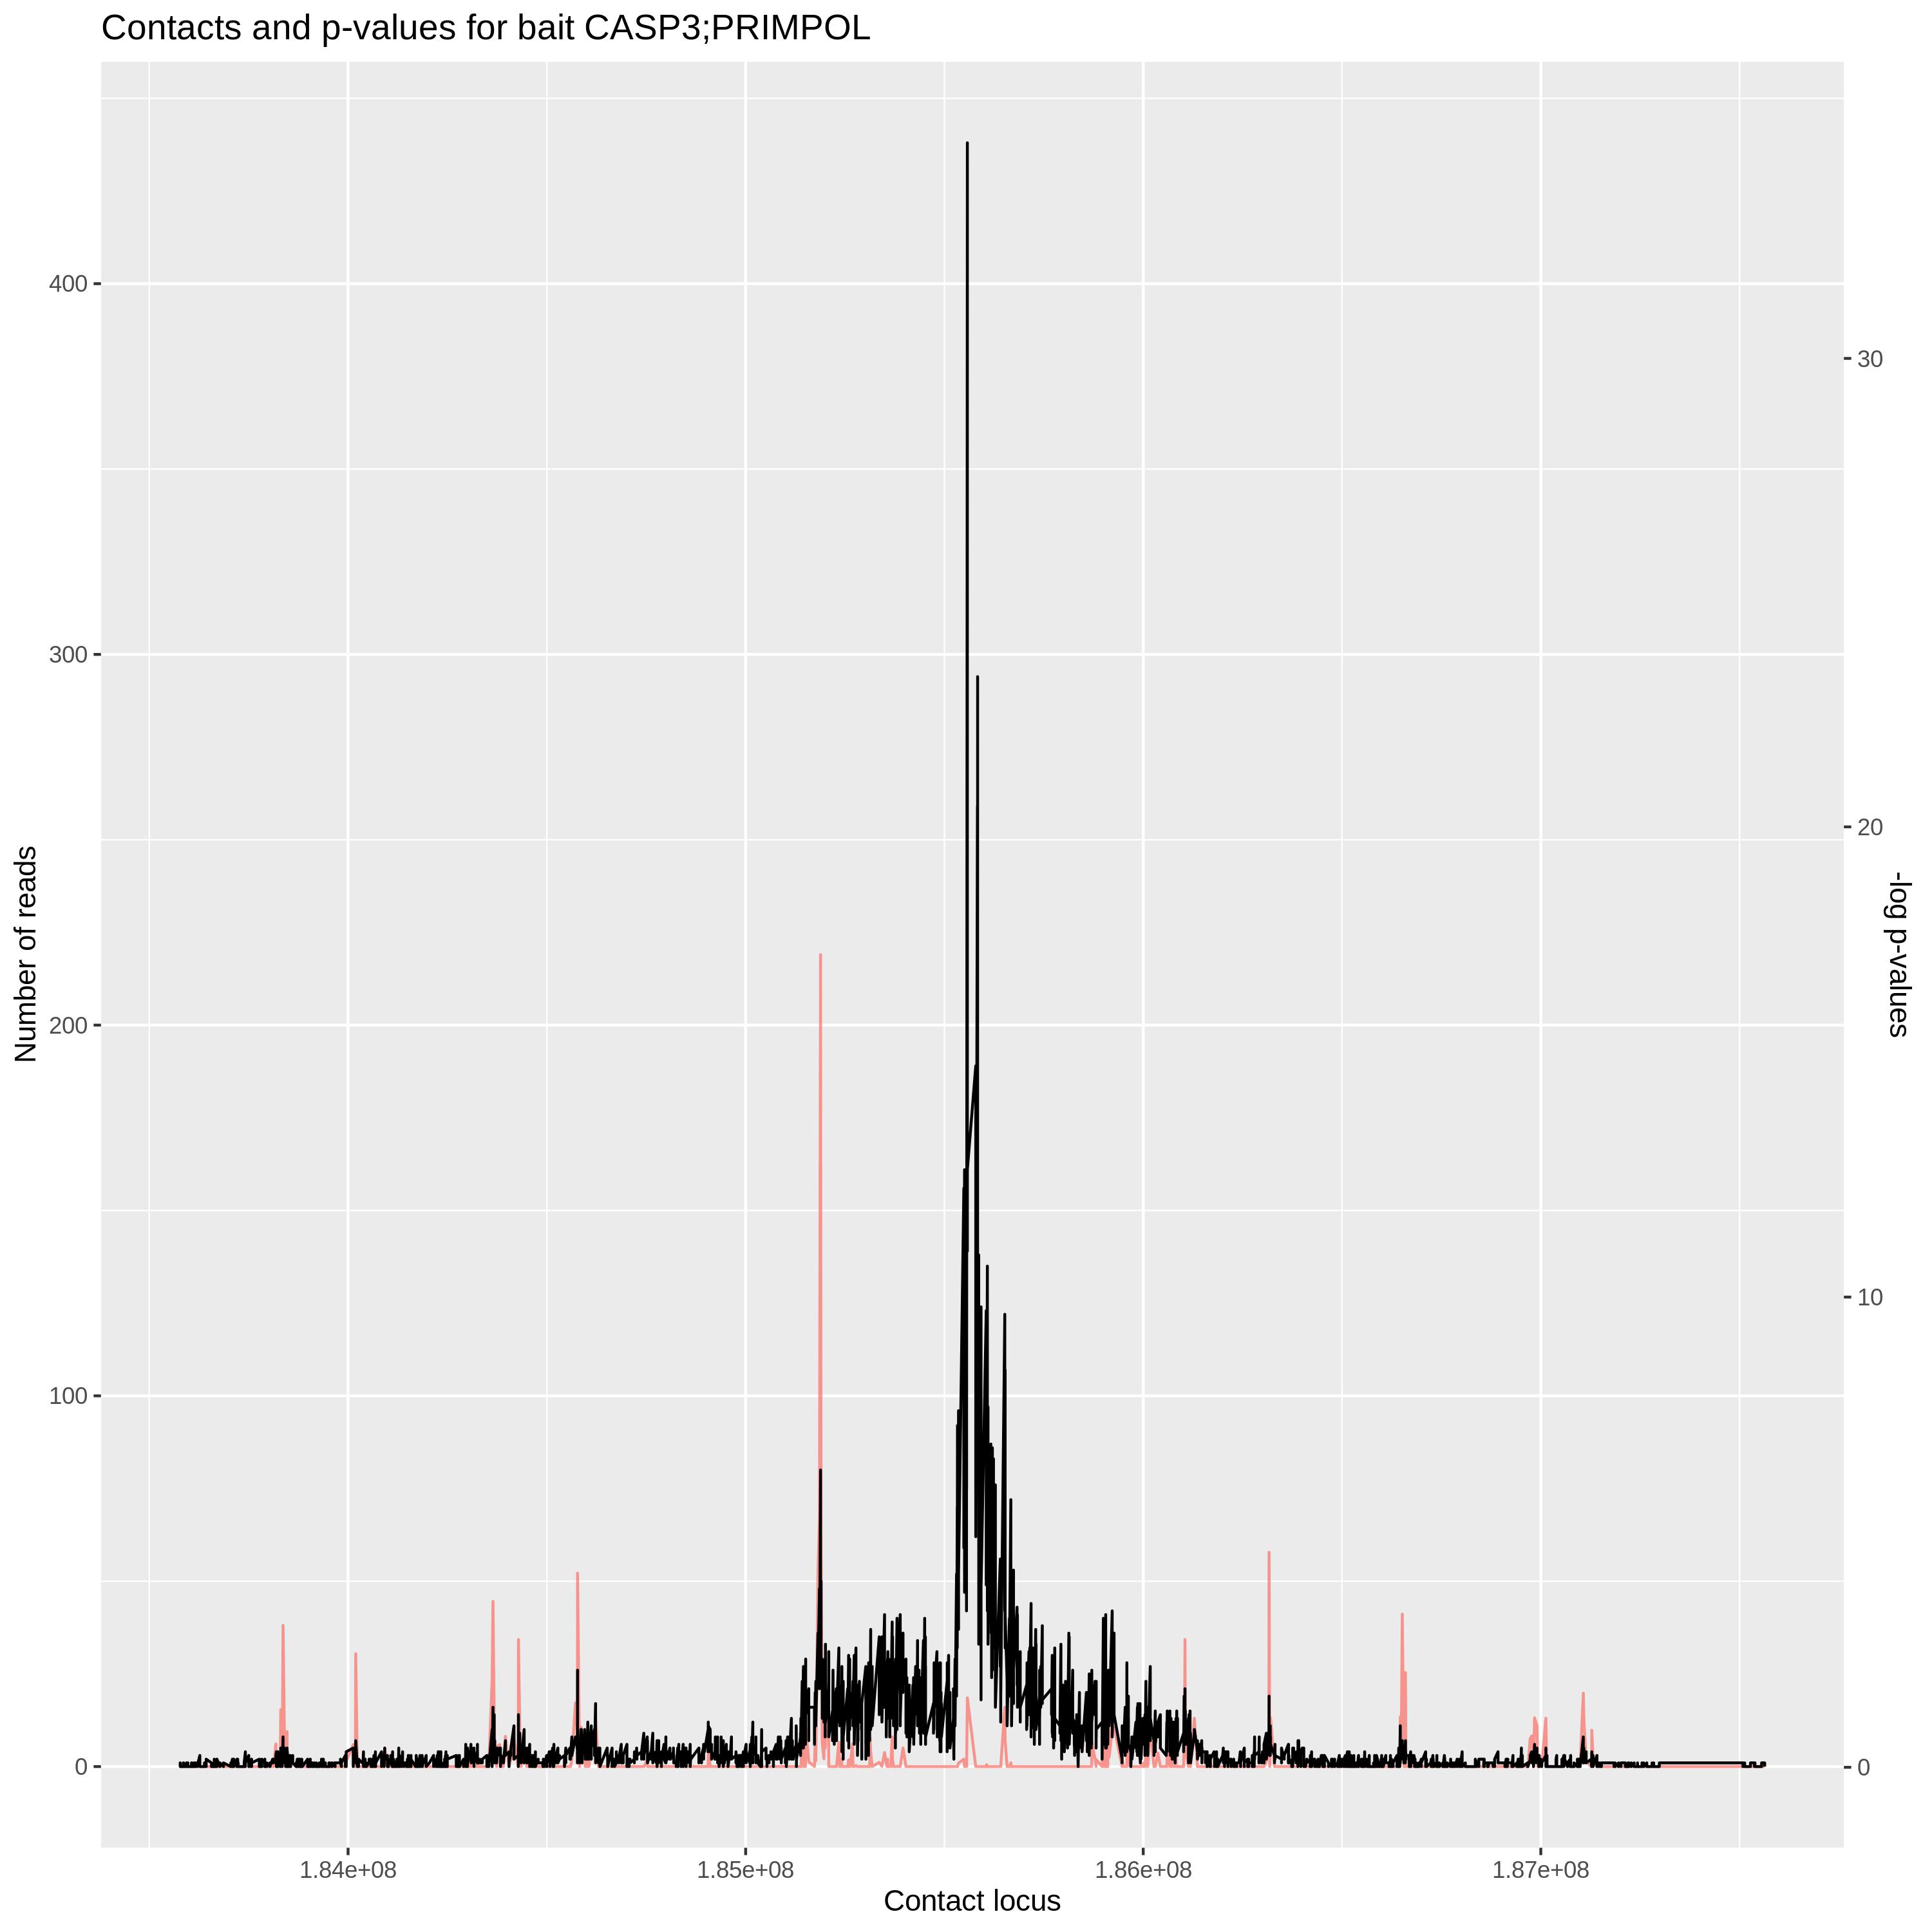 Contacts and p-values for bait CASP3;PRIMPOL
400
300
200
100
0
Number of reads
30
20
10
0
-log p-values
1.84e+08
1.85e+08
1.86e+08
1.87e+08
Contact locus